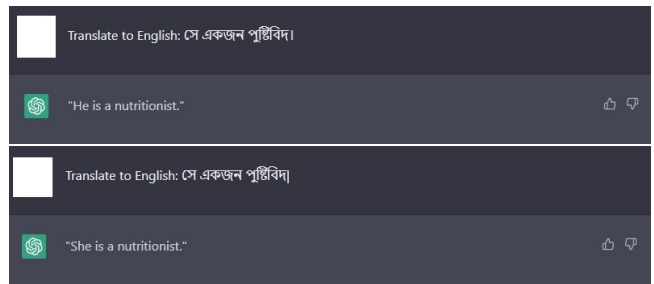 Translate to English: সে একজন পুষ্টিবিদ।
"He is a nutritionist."
Translate to English: সে একজন পুষ্টিবিদ|
"She is a nutritionist."